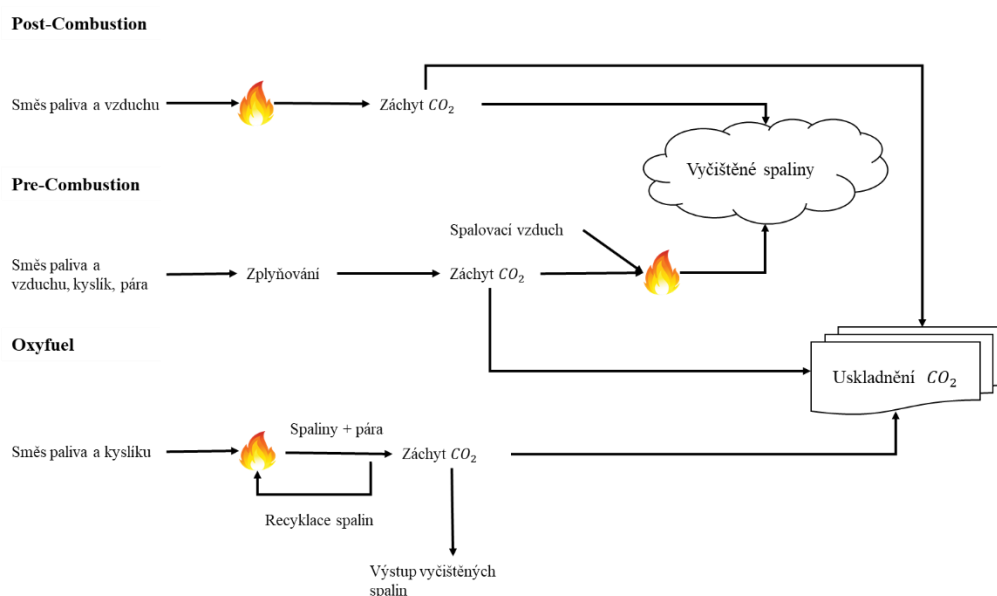 Post-Combustion
Směs paliva a vzduchu
Záchyt CO₂
Vyčištěné spaliny
Pre-Combustion
Spalovací vzduch
Směs paliva a
vzduchu, kyslík, pára
Zplyňování
Záchyt CO₂
Oxyfuel
Uskladnění CO₂
Směs paliva a kyslíku
Spaliny + pára
Záchyt CO₂
Recyklace spalin
Výstup vyčištěných
spalin